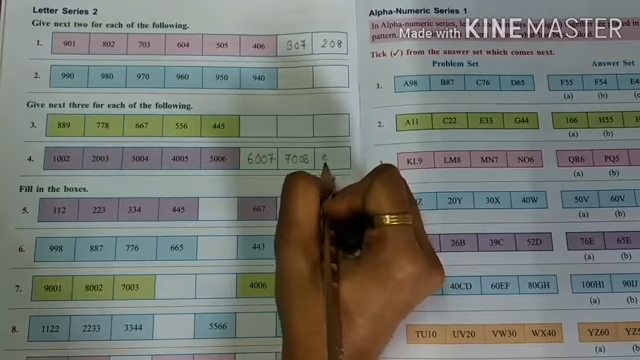 Letter Series 2
Give next two for each of the following.
1. 901 802 703 604 505 406 307 208
2. 990 980 970 960 950 940
Give next three for each of the following.
3. 889 778 667 556 445
4. 1002 2003 3004 4005 5006 6007 7008
Fill in the boxes.
5. 112 223 334 445 667
6. 998 887 776 665 443
7. 9001 8002 7003 4006
8. 1122 2233 3344 5566
Alpha-Numeric Series 1
In Alpha-numeric series,
pattern
Made with KINEMASTER
Tick (✓) from the answer set which comes next.
Problem Set Answer Set
1. A98 B87 C76 D65 F55 F54
(a) (b)
2. A11 C22 E33 G44 166 H55
(a) (b)
KL9 LM8 MN7 NO6 QR6 PQ5
(a) (b)
20Y 30X 40W 50V 60V
(a) (b)
26B 39C 52D 76E 65E
(a) (b)
40CD 60EF 80GH 100HI 90IJ
(a) (b)
TU10 UV20 VW30 WX40 YZ60
(a) (b)